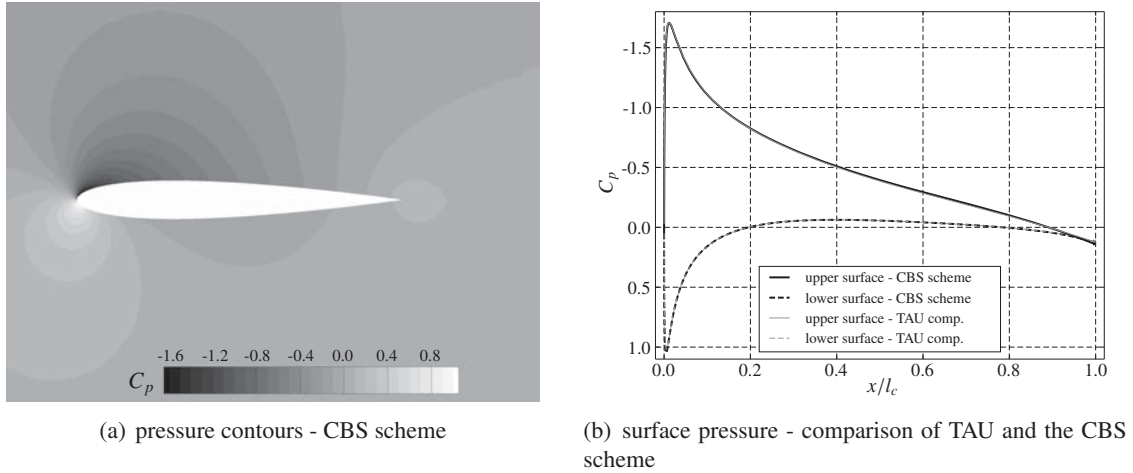 -1.6 -1.2 -0.8 -0.4 0.0 0.4 0.8
C_p
(a) pressure contours - CBS scheme
-1.5
-1.0
-0.5
0.0
0.5
1.0
C_p
0.0 0.2 0.4 0.6 0.8 1.0
x/l_c
upper surface - CBS scheme
lower surface - CBS scheme
upper surface - TAU comp.
lower surface - TAU comp.
(b) surface pressure - comparison of TAU and the CBS
scheme